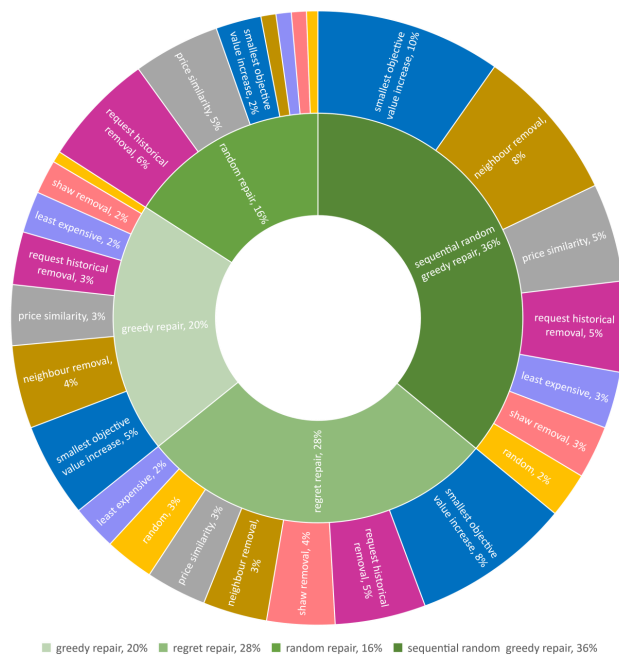 smallest objective
value increase, 10%
neighbour removal,
8%
price similarity, 5%
request historical
removal, 5%
least expensive, 3%
shaw removal, 3%
random, 2%
smallest objective
value increase, 8%
request historical
removal, 5%
shaw removal, 4%
neighbour removal,
3%
price similarity, 3%
random, 3%
least expensive, 2%
smallest objective
value increase, 5%
neighbour removal,
4%
price similarity, 3%
request historical
removal, 3%
least expensive, 2%
shaw removal, 2%
request historical
removal, 6%
price similarity, 5%
smallest objective
value increase, 2%
sequential random
greedy repair, 36%
regret repair, 28%
greedy repair, 20%
random repair, 16%
greedy repair, 20%
regret repair, 28%
random repair, 16%
sequential random greedy repair, 36%